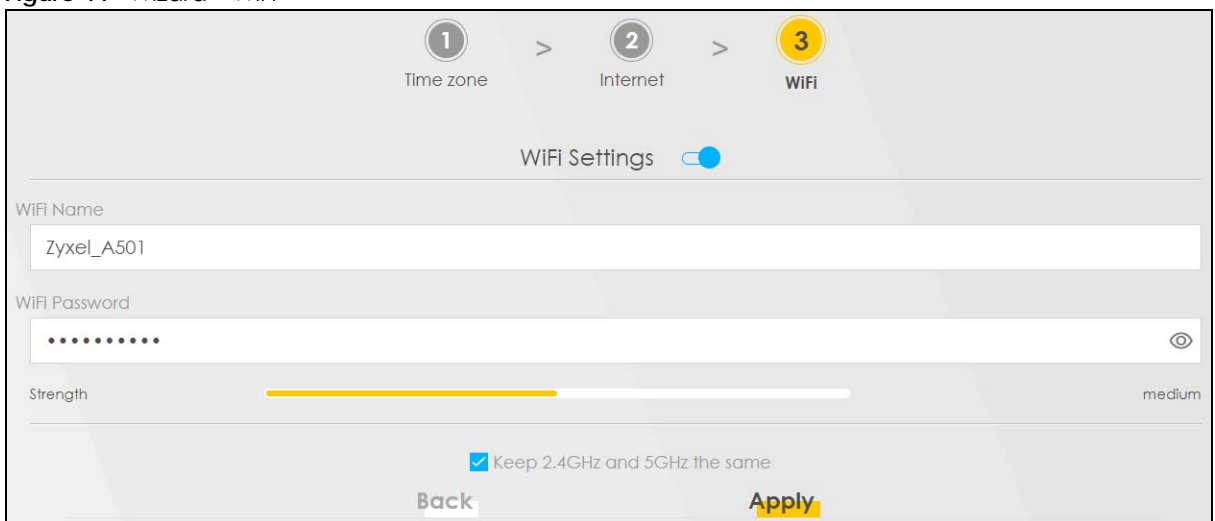 1 > 2 > 3
Time zone Internet WiFi
WiFi Settings
WiFi Name
Zyxel_A501
WiFi Password
••••••••••
Strength medium
Keep 2.4GHz and 5GHz the same
Back Apply